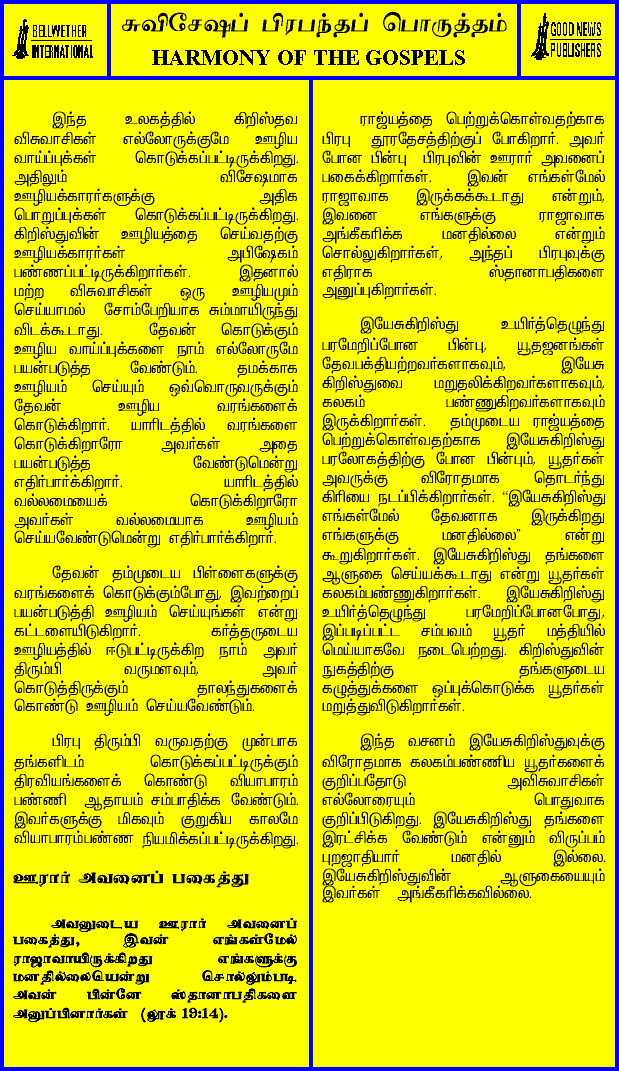 BELLWETHER
INTERNATIONAL
சுவிசேஷப் பிரபந்தப் பொருத்தம்
HARMONY OF THE GOSPELS
GOOD NEWS
PUBLISHERS
இந்த உலகத்தில் கிறிஸ்தவ
விசுவாசிகள் எல்லோருக்குமே ஊழிய
வாய்ப்புக்கள் கொடுக்கப்பட்டிருக்கிறது.
அதிலும் விசேஷமாக
ஊழியக்காரர்களுக்கு அதிக
பொறுப்புக்கள் கொடுக்கப்பட்டிருக்கிறது.
கிறிஸ்துவின் ஊழியத்தை செய்வதற்கு
ஊழியக்காரர்கள் அபிஷேகம்
பண்ணப்பட்டிருக்கிறார்கள். இதனால்
மற்ற விசுவாசிகள் ஒரு ஊழியமும்
செய்யாமல் சோம்பேறியாக சும்மாயிருந்து
விடக்கூடாது. தேவன் கொடுக்கும்
ஊழிய வாய்ப்புக்களை நாம் எல்லோருமே
பயன்படுத்த வேண்டும். தமக்காக
ஊழியம் செய்யும் ஒவ்வொருவருக்கும்
தேவன் ஊழிய வரங்களைக்
கொடுக்கிறார். யாரிடத்தில் வரங்களை
கொடுக்கிறாரோ அவர்கள் அதை
பயன்படுத்த வேண்டுமென்று
எதிர்பார்க்கிறார். யாரிடத்தில்
வல்லமையைக் கொடுக்கிறாரோ
அவர்கள் வல்லமையாக ஊழியம்
செய்யவேண்டுமென்று எதிர்பார்க்கிறார்.
தேவன் தம்முடைய பிள்ளைகளுக்கு
வரங்களைக் கொடுக்கும்போது, இவற்றைப்
பயன்படுத்தி ஊழியம் செய்யுங்கள் என்று
கட்டளையிடுகிறார். கர்த்தருடைய
ஊழியத்தில் ஈடுபட்டிருக்கிற நாம் அவர்
திரும்பி வருமளவும், அவர்
கொடுத்திருக்கும் தாலந்துகளைக்
கொண்டு ஊழியம் செய்யவேண்டும்.
பிரபு திரும்பி வருவதற்கு முன்பாக
தங்களிடம் கொடுக்கப்பட்டிருக்கும்
திரவியங்களைக் கொண்டு வியாபாரம்
பண்ணி ஆதாயம் சம்பாதிக்க வேண்டும்.
இவர்களுக்கு மிகவும் குறுகிய காலமே
வியாபாரம்பண்ண நியமிக்கப்பட்டிருக்கிறது.
ஊரார் அவனைப் பகைத்து
அவனுடைய ஊரார் அவனைப்
பகைத்து, இவன் எங்கள்மேல்
ராஜாவாயிருக்கிறது எங்களுக்கு
மனதில்லையென்று சொல்லும்படி
அவன் பின்னே ஸ்தானாபதிகளை
அனுப்பினார்கள் (லூக் 19:14).
ராஜ்யத்தை பெற்றுக்கொள்வதற்காக
பிரபு தூரதேசத்திற்குப் போகிறார். அவர்
போன பின்பு பிரபுவின் ஊரார் அவனைப்
பகைக்கிறார்கள். இவன் எங்கள்மேல்
ராஜாவாக இருக்கக்கூடாது என்றும்,
இவனை எங்களுக்கு ராஜாவாக
அங்கீகரிக்க மனதில்லை என்றும்
சொல்லுகிறார்கள், அந்தப் பிரபுவுக்கு
எதிராக ஸ்தானாபதிகளை
அனுப்புகிறார்கள்.
இயேசுகிறிஸ்து உயிர்த்தெழுந்து
பரமேறிப்போன பின்பு, யூதஜனங்கள்
தேவபக்தியற்றவர்களாகவும், இயேசு
கிறிஸ்துவை மறுதலிக்கிறவர்களாகவும்,
கலகம் பண்ணுகிறவர்களாகவும்
இருக்கிறார்கள். தம்முடைய ராஜ்யத்தை
பெற்றுக்கொள்வதற்காக இயேசுகிறிஸ்து
பரலோகத்திற்கு போன பின்பும், யூதர்கள்
அவருக்கு விரோதமாக தொடர்ந்து
கிரியை நடப்பிக்கிறார்கள். “இயேசுகிறிஸ்து
எங்கள்மேல் தேவனாக இருக்கிறது
எங்களுக்கு மனதில்லை” என்று
கூறுகிறார்கள். இயேசுகிறிஸ்து தங்களை
ஆளுகை செய்யக்கூடாது என்று யூதர்கள்
கலகம்பண்ணுகிறார்கள். இயேசுகிறிஸ்து
உயிர்த்தெழுந்து பரமேறிப்போனபோது,
இப்படிப்பட்ட சம்பவம் யூதர் மத்தியில்
மெய்யாகவே நடைபெற்றது. கிறிஸ்துவின்
நுகத்திற்கு தங்களுடைய
கழுத்துக்களை ஒப்புக்கொடுக்க யூதர்கள்
மறுத்துவிடுகிறார்கள்.
இந்த வசனம் இயேசுகிறிஸ்துவுக்கு
விரோதமாக கலகம்பண்ணிய யூதர்களைக்
குறிப்பதோடு அவிசுவாசிகள்
எல்லோரையும் பொதுவாக
குறிப்பிடுகிறது. இயேசுகிறிஸ்து தங்களை
இரட்சிக்க வேண்டும் என்னும் விருப்பம்
புறஜாதியார் மனதில் இல்லை.
இயேசுகிறிஸ்துவின் ஆளுகையையும்
இவர்கள் அங்கீகரிக்கவில்லை.